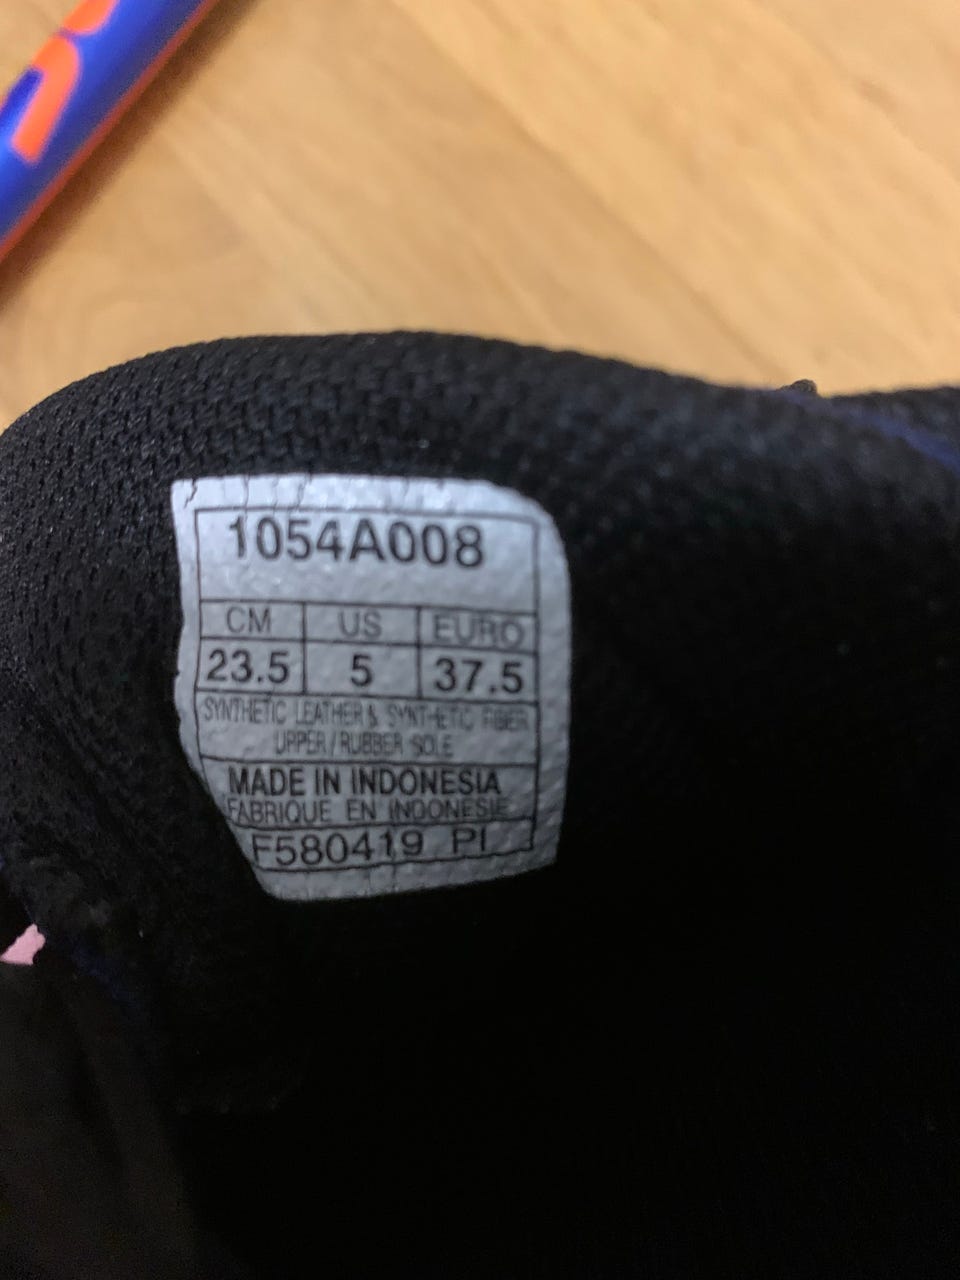 1054A008
CM US EURO
23.5 5 37.5
SYNTHETIC LEATHER & SYNTHETIC FIBER
UPPER / RUBBER SOLE
MADE IN INDONESIA
FABRIQUE EN INDONESIE
F580419 PI